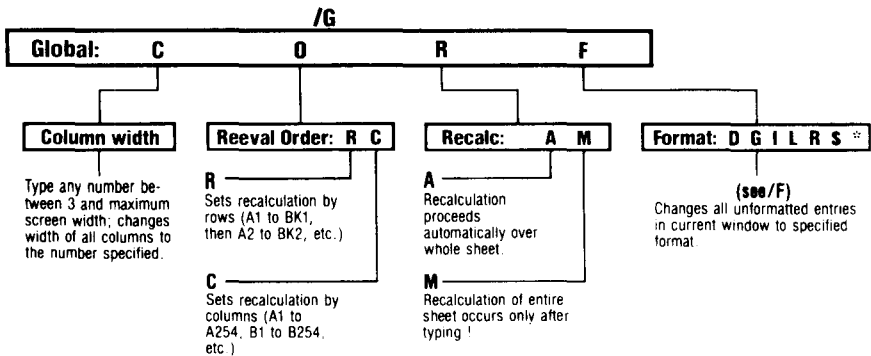 /G
Global: C O R F
Column width
Type any number be-
tween 3 and maximum
screen width; changes
width of all columns to
the number specified.
Reeval Order: R C
R
Sets recalculation by
rows (A1 to BK1,
then A2 to BK2, etc.)
C
Sets recalculation by
columns (A1 to
A254, B1 to B254,
etc.)
Recalc: A M
A
Recalculation
proceeds
automatically over
whole sheet.
M
Recalculation of entire
sheet occurs only after
typing !
Format: D G I L R $ *
(see/F)
Changes all unformatted entries
in current window to specified
format.